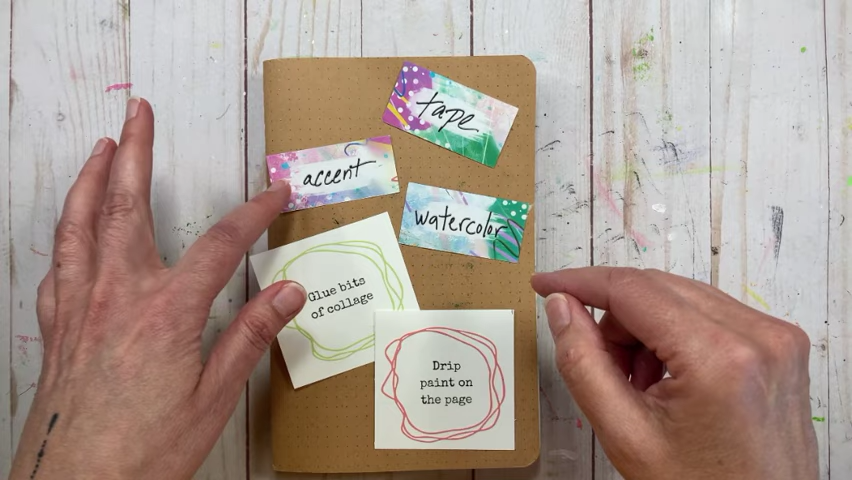 tape
accent
watercolor
Glue bits
of collage
Drip
paint on
the page